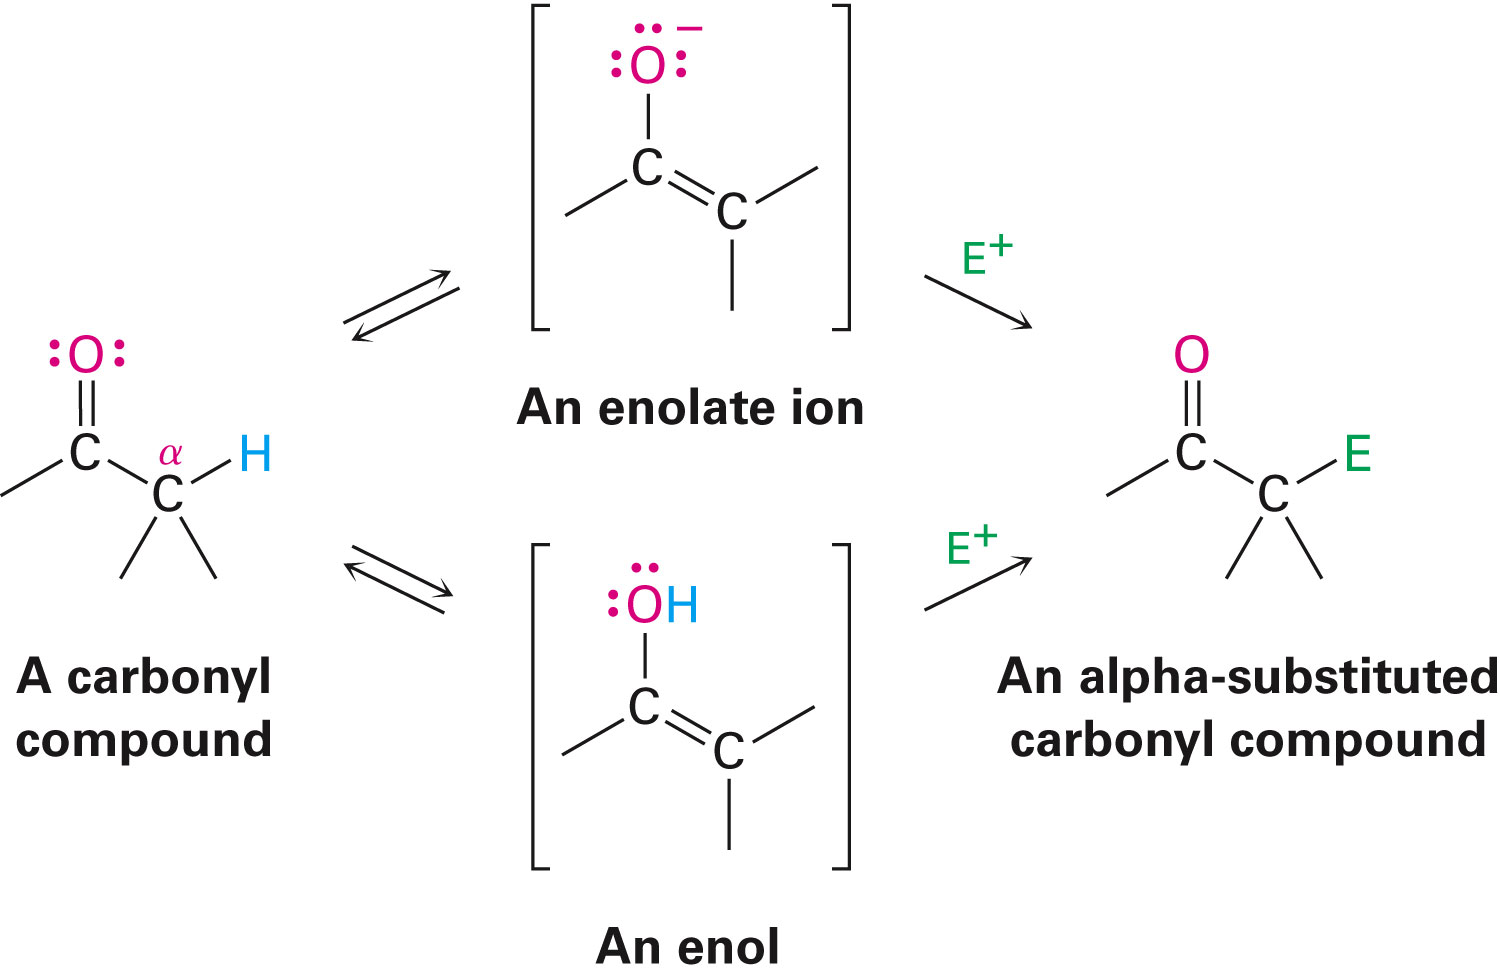 O
−
C
C
E+
An enolate ion
O
C
α
C
H
A carbonyl
compound
OH
C
C
E+
An enol
O
C
C
E
An alpha-substituted
carbonyl compound